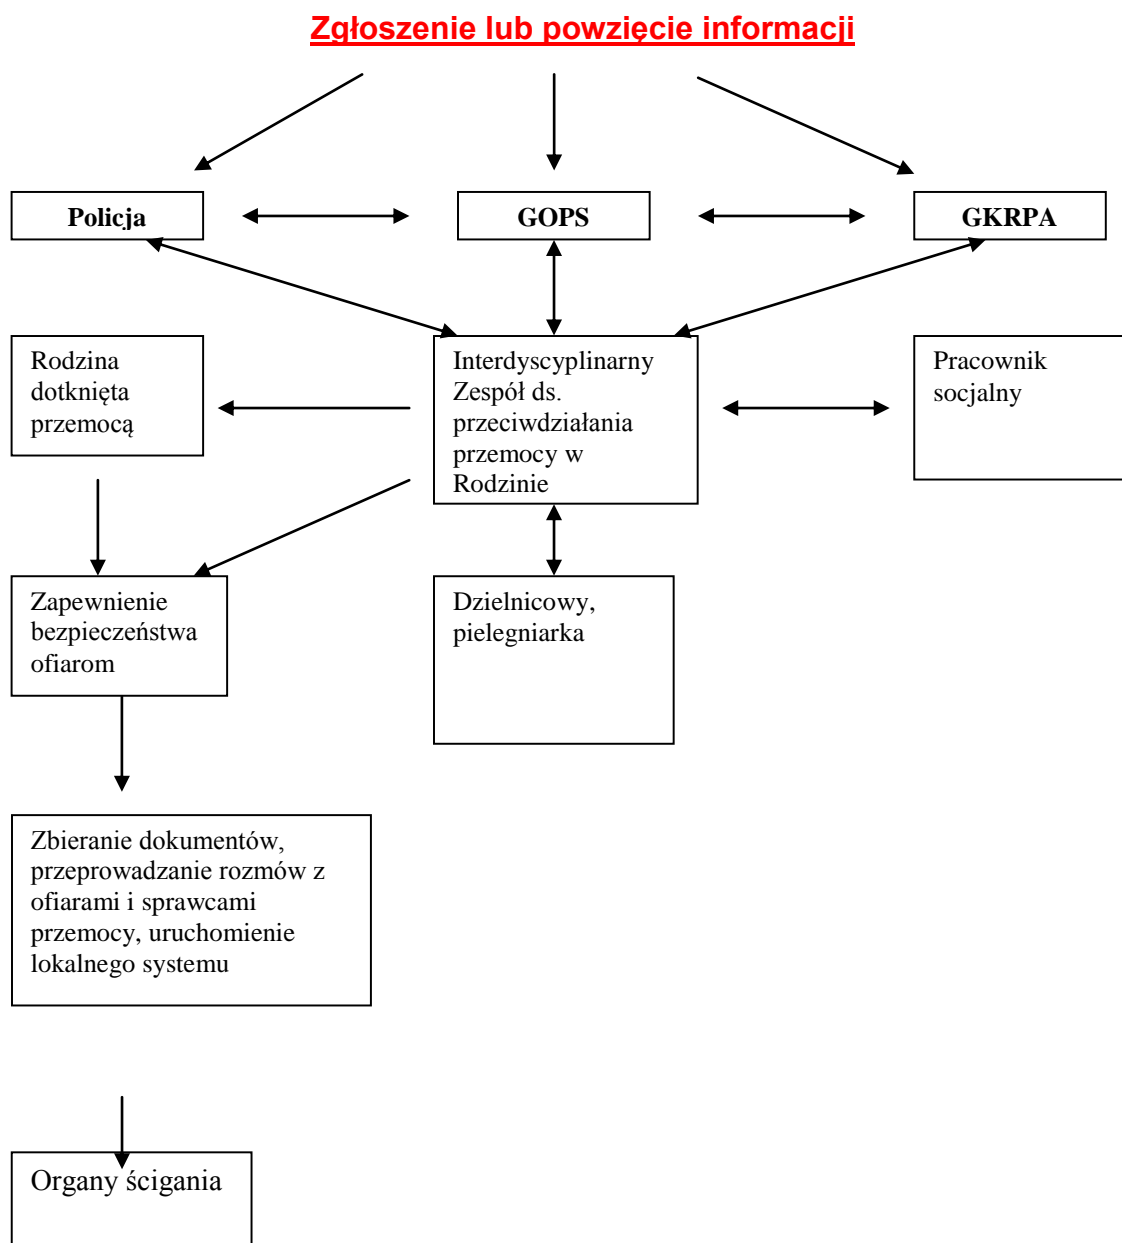 Zgłoszenie lub powzięcie informacji
Policja
GOPS
GKRPA
Rodzina
dotknięta
przemocą
Interdyscyplinarny
Zespół ds.
przeciwdziałania
przemocy w
Rodzinie
Pracownik
socjalny
Zapewnienie
bezpieczeństwa
ofiarom
Dzielnicowy,
pielegniarka
Zbieranie dokumentów,
przeprowadzanie rozmów z
ofiarami i sprawcami
przemocy, uruchomienie
lokalnego systemu
Organy ścigania